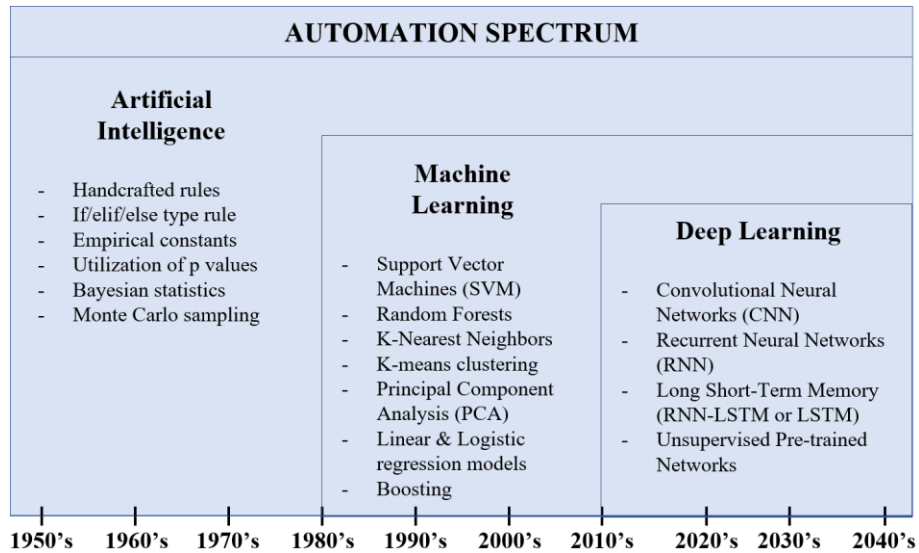 AUTOMATION SPECTRUM
Artificial
Intelligence
- Handcrafted rules
- If/elif/else type rule
- Empirical constants
- Utilization of p values
- Bayesian statistics
- Monte Carlo sampling
Machine
Learning
- Support Vector
Machines (SVM)
- Random Forests
- K-Nearest Neighbors
- K-means clustering
- Principal Component
Analysis (PCA)
- Linear & Logistic
regression models
- Boosting
Deep Learning
- Convolutional Neural
Networks (CNN)
- Recurrent Neural Networks
(RNN)
- Long Short-Term Memory
(RNN-LSTM or LSTM)
- Unsupervised Pre-trained
Networks
1950's 1960's 1970's 1980's 1990's 2000's 2010's 2020's 2030's 2040's